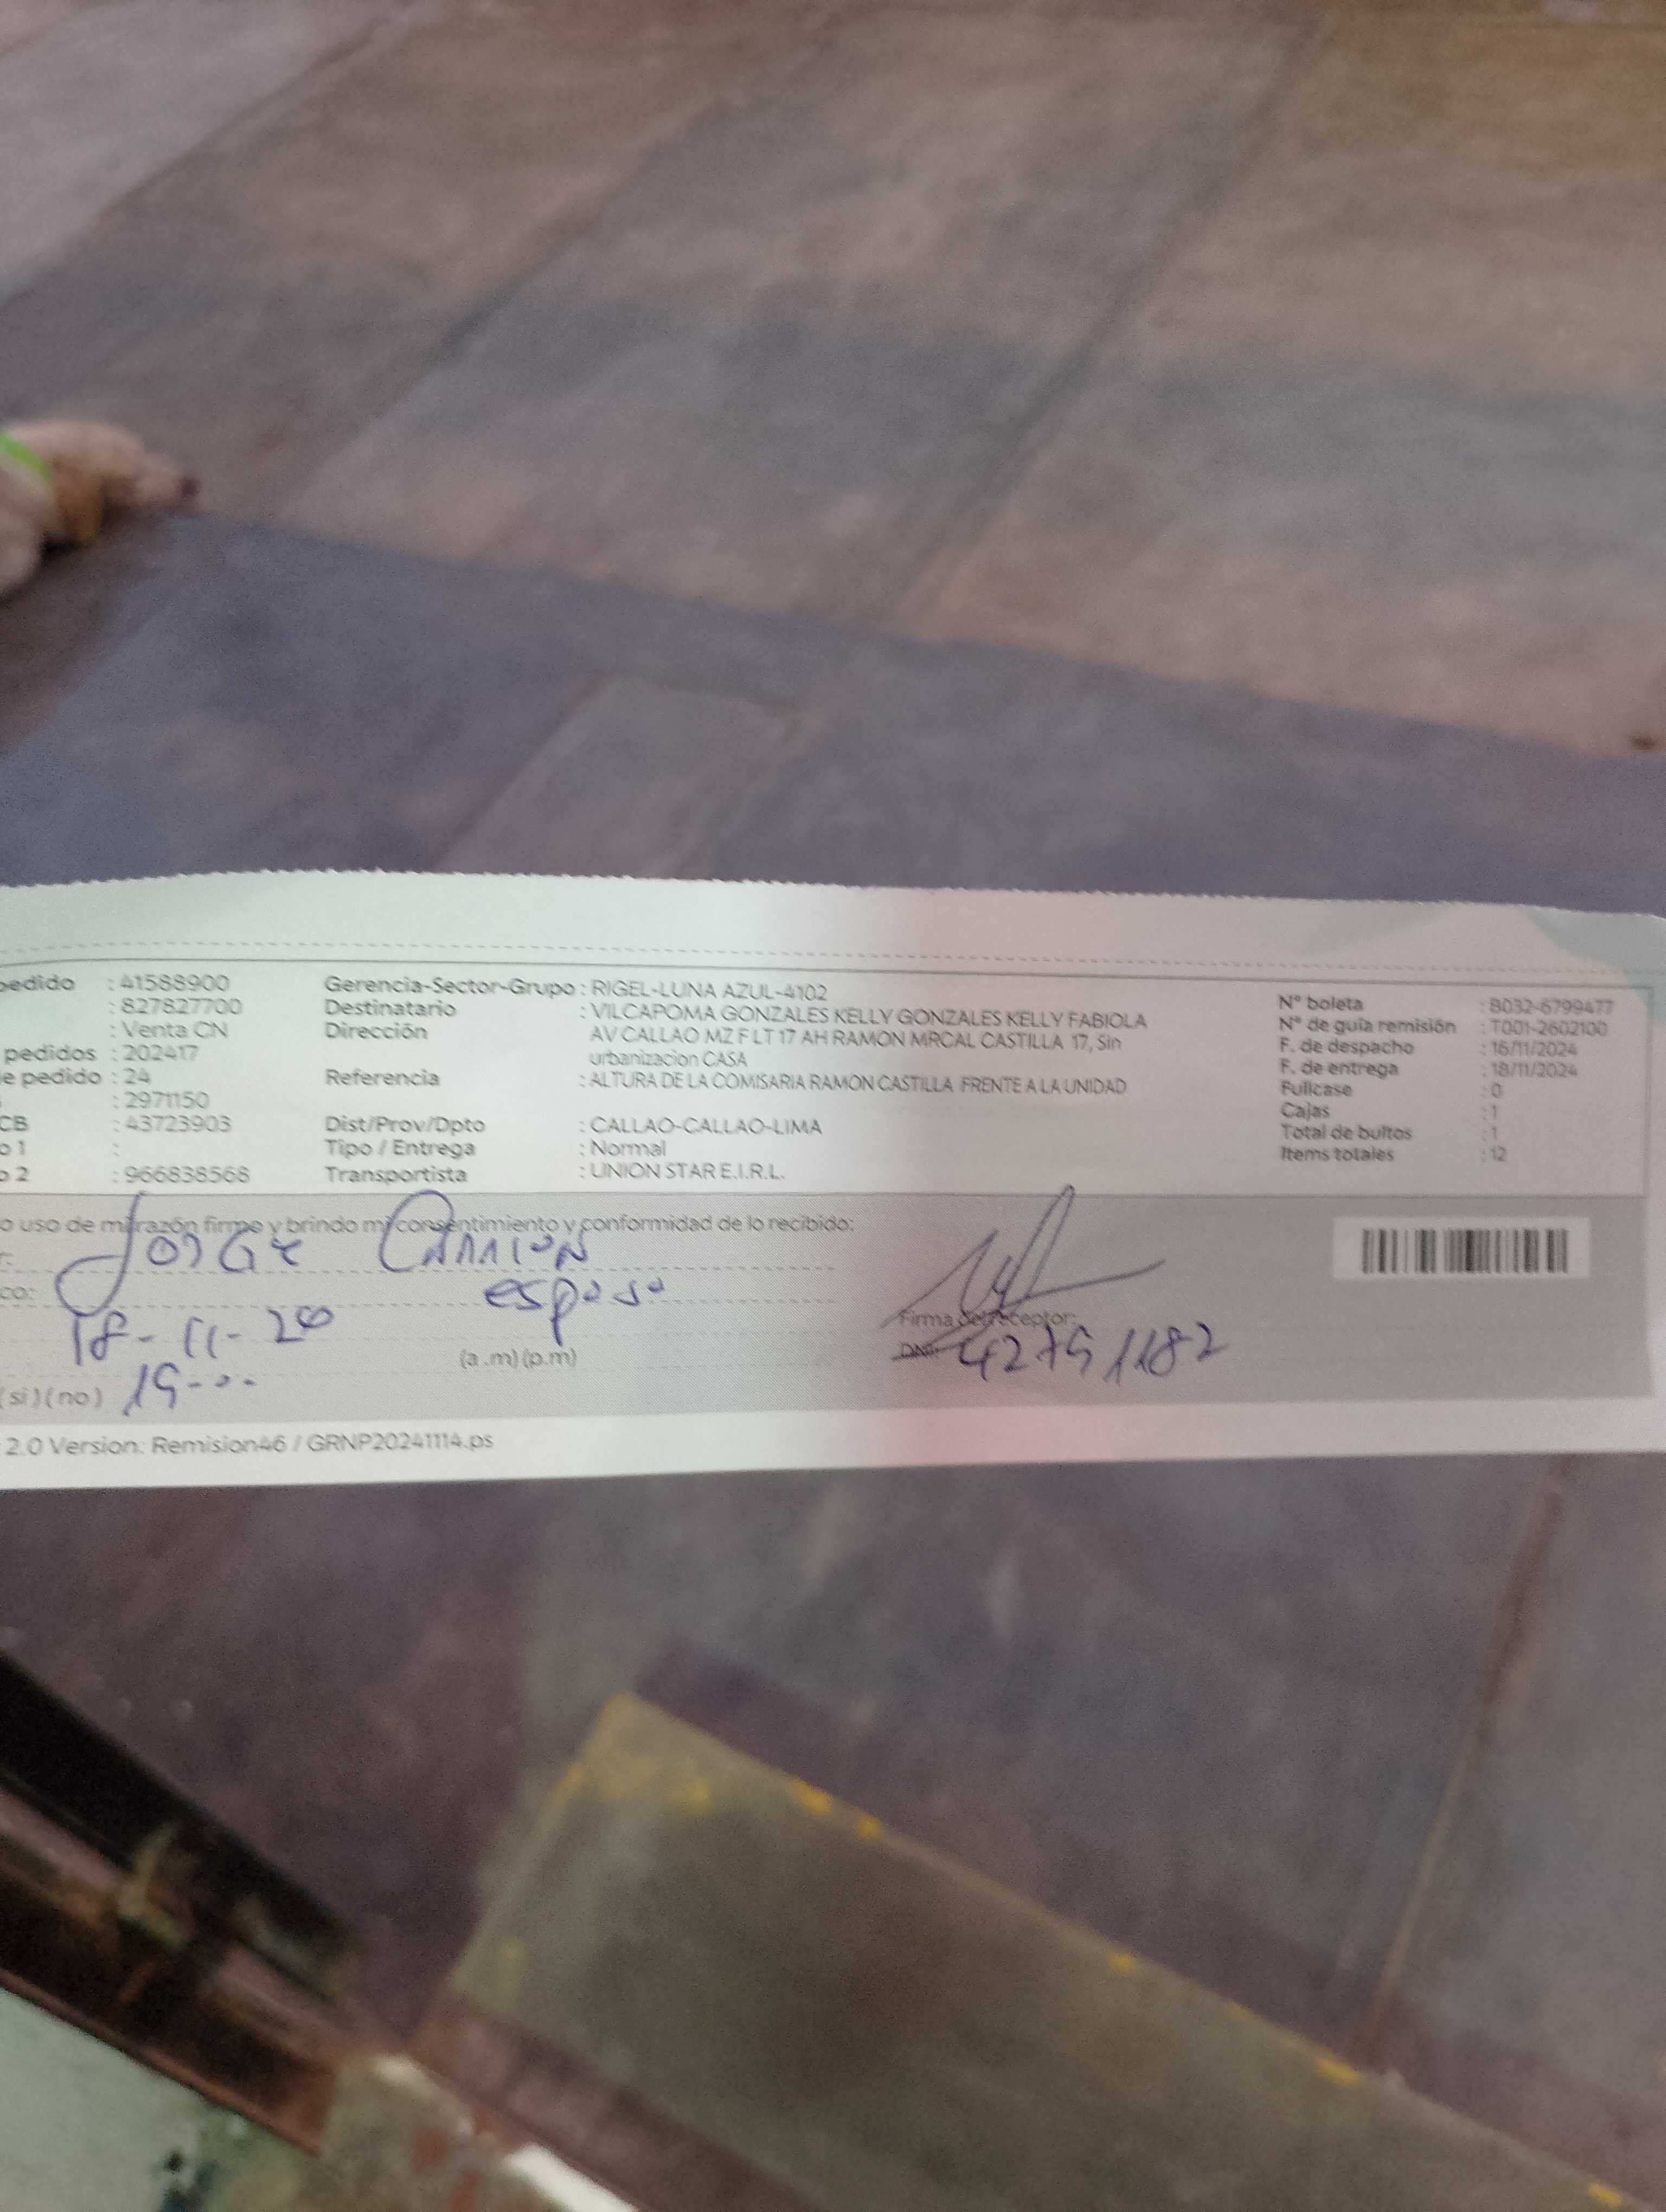 pedido : 41588900 Gerencia-Sector-Grupo : RIGEL-LUNA AZUL-4102 N° boleta : B032-6799477
: 827827700 Destinatario : VILCAPOMA GONZALES KELLY GONZALES KELLY FABIOLA N° de guía remisión : T001-2602100
: Venta CN Dirección AV CALLAO MZ F LT 17 AH RAMON MRCAL CASTILLA 17, Sin F. de despacho : 16/11/2024
pedidos : 202417 urbanizacion CASA F. de entrega : 18/11/2024
e pedido : 24 Referencia : ALTURA DE LA COMISARIA RAMON CASTILLA FRENTE A LA UNIDAD Fullcase : 0
: 2971150 Cajas : 1
CB : 43723903 Dist/Prov/Dpto : CALLAO-CALLAO-LIMA Total de bultos : 1
o 1 : Tipo / Entrega : Normal Items totales : 12
o 2 : 966838568 Transportista : UNION STAR E.I.R.L.
o uso de mi razón firmo y brindo mi consentimiento y conformidad de lo recibido:
r: Jorge Carrion
co: esposo
18-11-24 Firma del receptor:
(a .m) (p.m) DNI: 42791182
(si) (no) 19
2.0 Version: Remision46 / GRNP20241114.ps